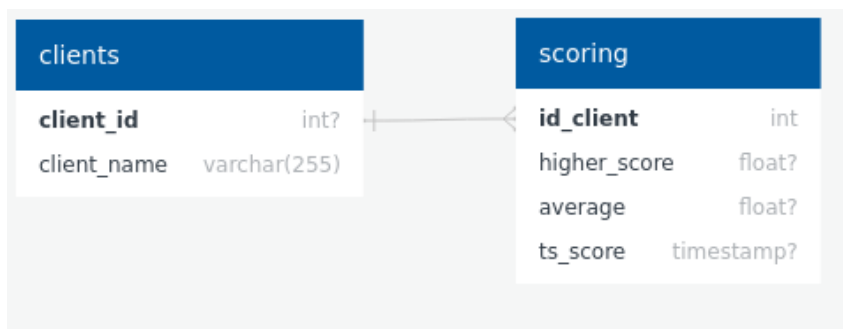 clients
client_id int?
client_name varchar(255)
scoring
id_client int
higher_score float?
average float?
ts_score timestamp?